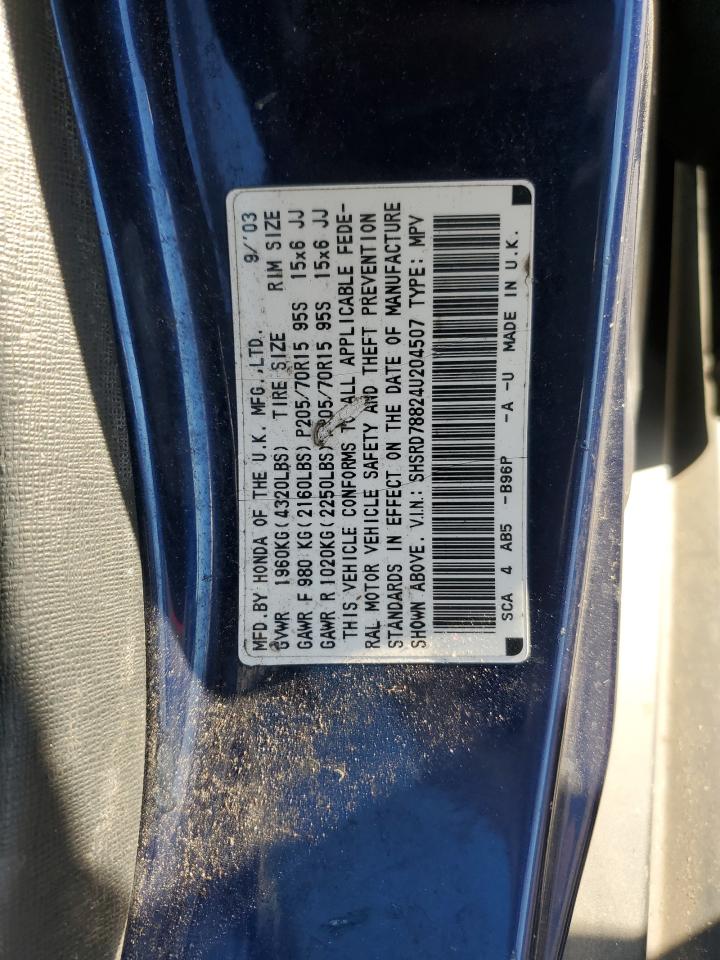 MFD.BY HONDA OF THE U.K. MFG.,LTD. 9/'03
GVWR 1960KG(4320LBS) TIRE SIZE RIM SIZE
GAWR F 980 KG(2160LBS) P205/70R15 95S 15x6 JJ
GAWR R 1020KG(2250LBS) P205/70R15 95S 15x6 JJ
THIS VEHICLE CONFORMS TO ALL APPLICABLE FEDE-
RAL MOTOR VEHICLE SAFETY AND THEFT PREVENTION
STANDARDS IN EFFECT ON THE DATE OF MANUFACTURE
SHOWN ABOVE. V.I.N.: SHSRD78824U204507 TYPE: MPV
SCA 4 AB5 -B96P -A -U MADE IN U.K.